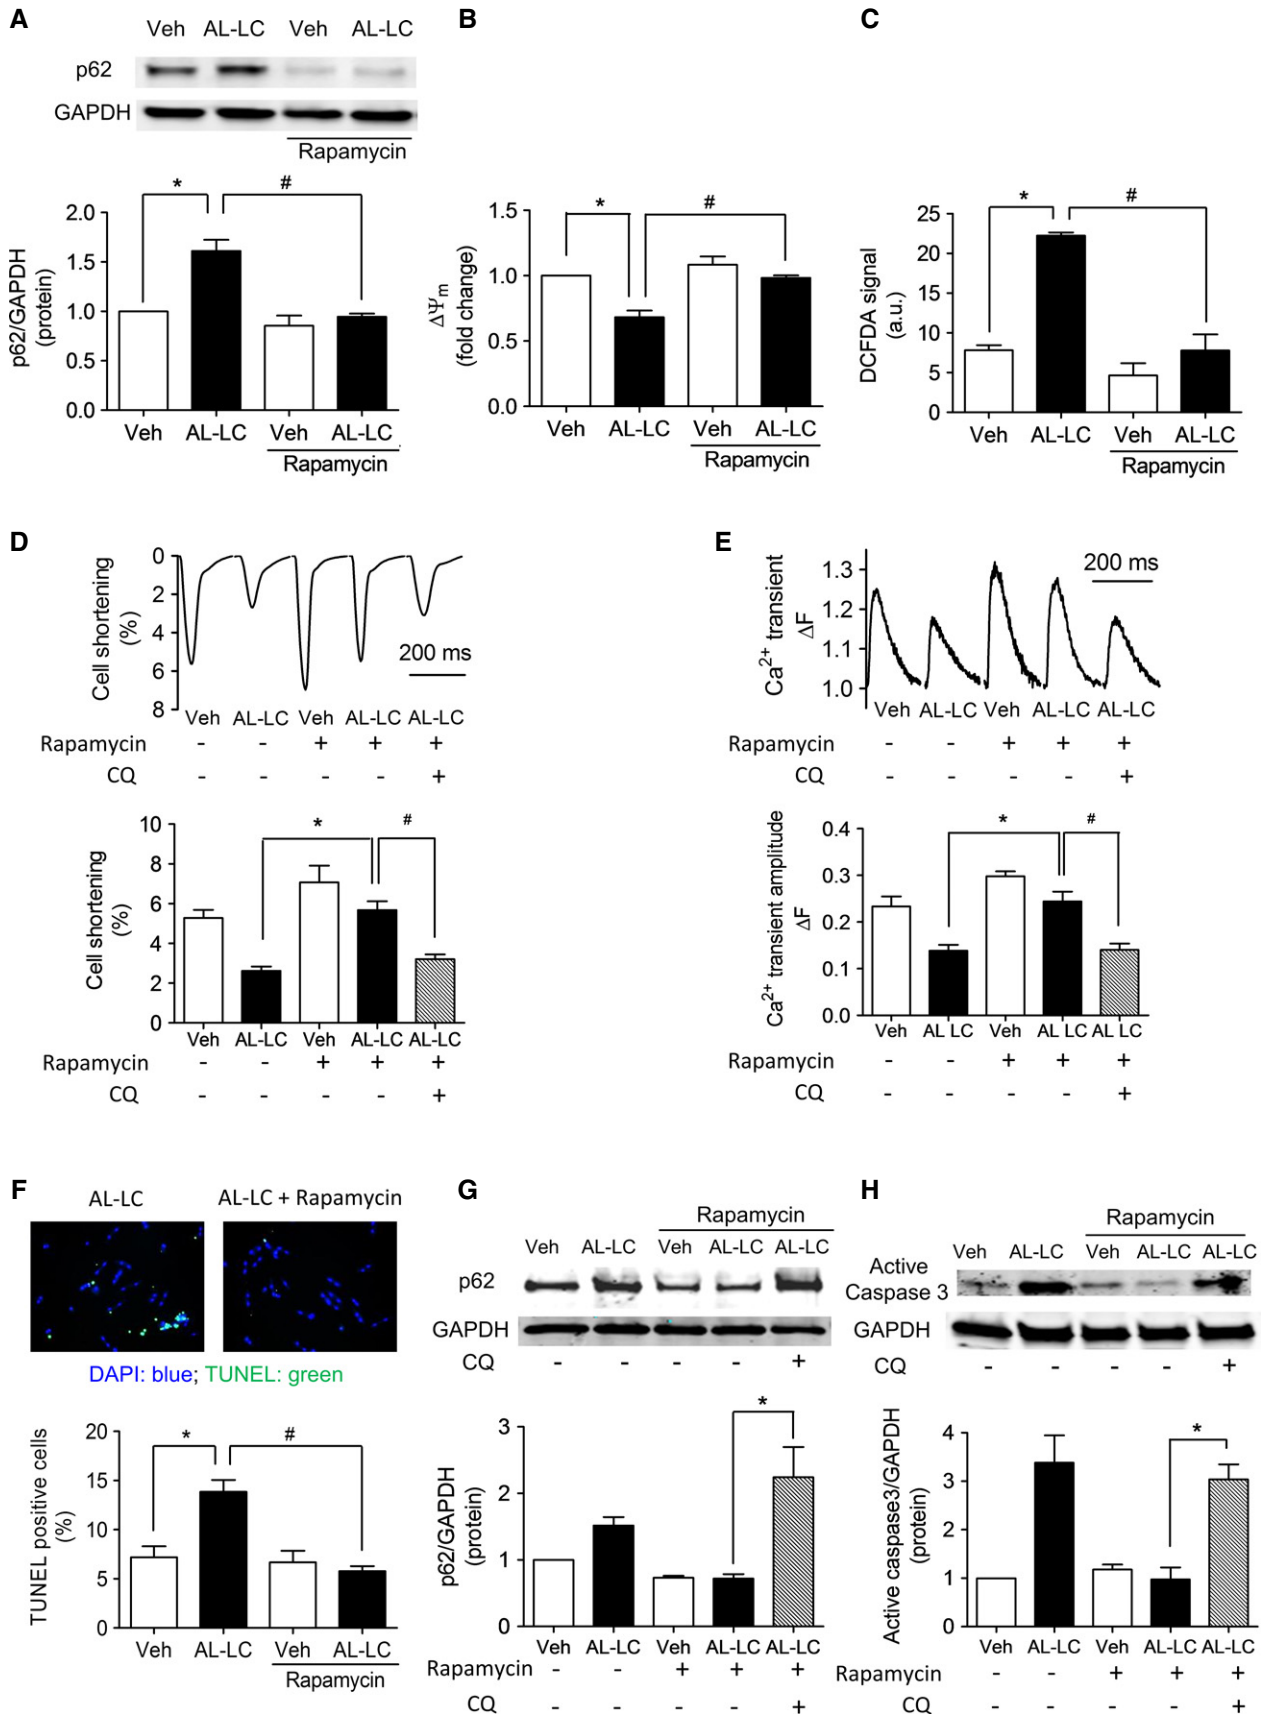 A
Veh AL-LC Veh AL-LC
p62
GAPDH
Rapamycin
* #
2.0
1.5
1.0
0.5
0.0
p62/GAPDH
(protein)
Veh AL-LC Veh AL-LC
Rapamycin
B
* #
1.5
1.0
0.5
0.0
ΔΨm
(fold change)
Veh AL-LC Veh AL-LC
Rapamycin
C
* #
25
20
15
10
5
0
DCFDA signal
(a.u.)
Veh AL-LC Veh AL-LC
Rapamycin
D
0
2
4
6
8
Cell shortening
(%)
200 ms
Veh AL-LC Veh AL-LC AL-LC
Rapamycin - - + + +
CQ - - - - +
* #
10
8
6
4
2
0
Cell shortening
(%)
Veh AL-LC Veh AL-LC AL-LC
Rapamycin - - + + +
CQ - - - - +
E
1.3
1.2
1.1
1.0
Ca2+ transient
ΔF
200 ms
Veh AL-LC Veh AL-LC AL-LC
Rapamycin - - + + +
CQ - - - - +
* #
0.4
0.3
0.2
0.1
0.0
Ca2+ transient amplitude
ΔF
Veh AL LC Veh AL LC AL LC
Rapamycin - - + + +
CQ - - - - +
F
AL-LC AL-LC + Rapamycin
DAPI: blue; TUNEL: green
* #
20
15
10
5
0
TUNEL positive cells
(%)
Veh AL-LC Veh AL-LC
Rapamycin
G
Rapamycin
Veh AL-LC Veh AL-LC AL-LC
p62
GAPDH
CQ - - - - +
*
3
2
1
0
p62/GAPDH
(protein)
Veh AL-LC Veh AL-LC AL-LC
Rapamycin - - + + +
CQ - - - - +
H
Rapamycin
Veh AL-LC Veh AL-LC AL-LC
Active
Caspase 3
GAPDH
CQ - - - - +
*
4
3
2
1
0
Active caspase3/GAPDH
(protein)
Veh AL-LC Veh AL-LC AL-LC
Rapamycin - - + + +
CQ - - - - +